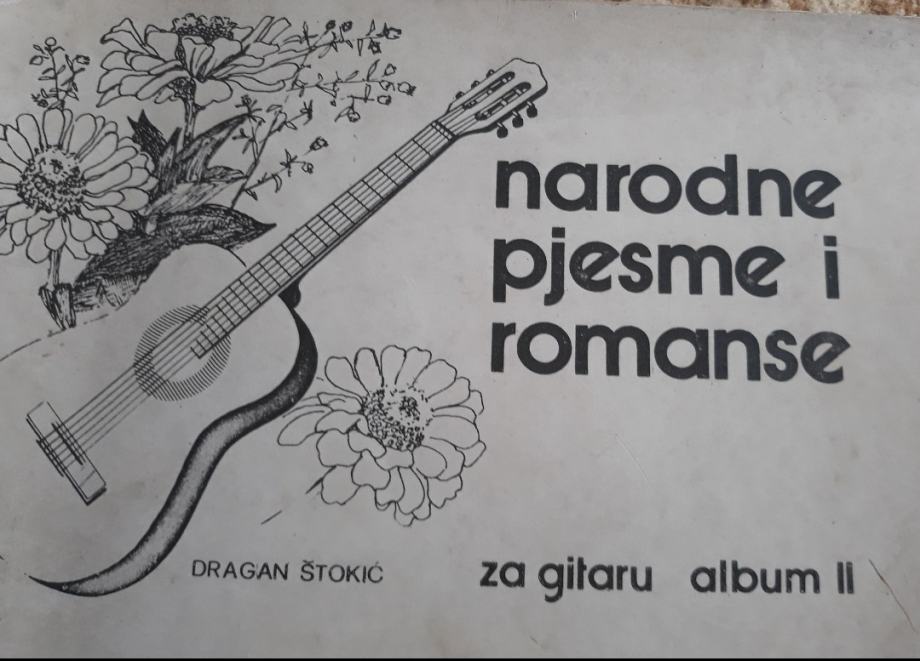 narodne
pjesme i
romanse
DRAGAN ŠTOKIĆ
za gitaru album II